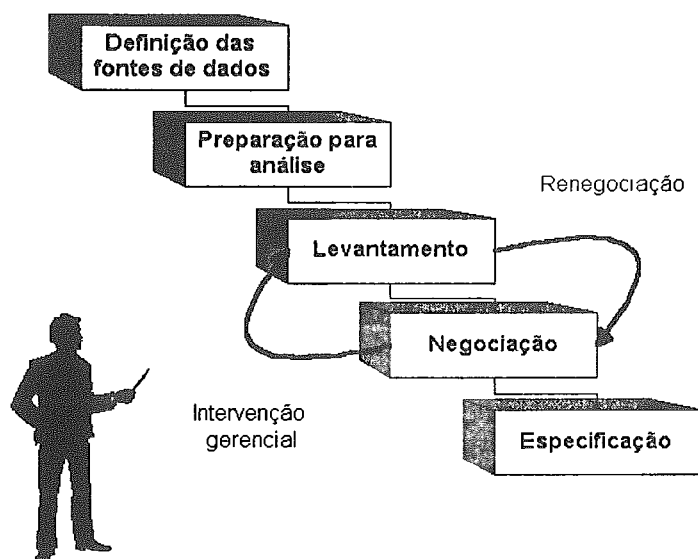 Definição das
fontes de dados
Preparação para
análise
Renegociação
Levantamento
Negociação
Intervenção
gerencial
Especificação